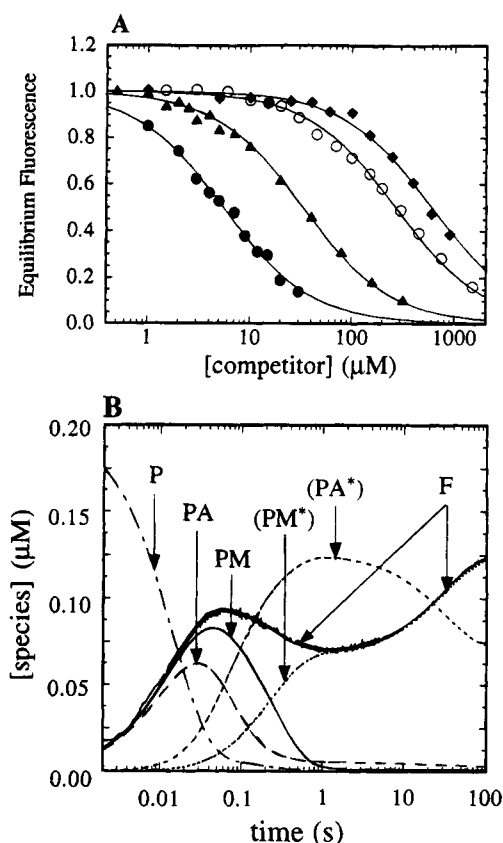 A
Equilibrium Fluorescence
1.2
1.0
0.8
0.6
0.4
0.2
0.0
1 10 100 1000
[competitor] (μM)
B
[species] (μM)
0.20
0.15
0.10
0.05
0.00
P
PA
PM
(PM*)
(PA*)
F
0.01 0.1 1 10 100
time (s)